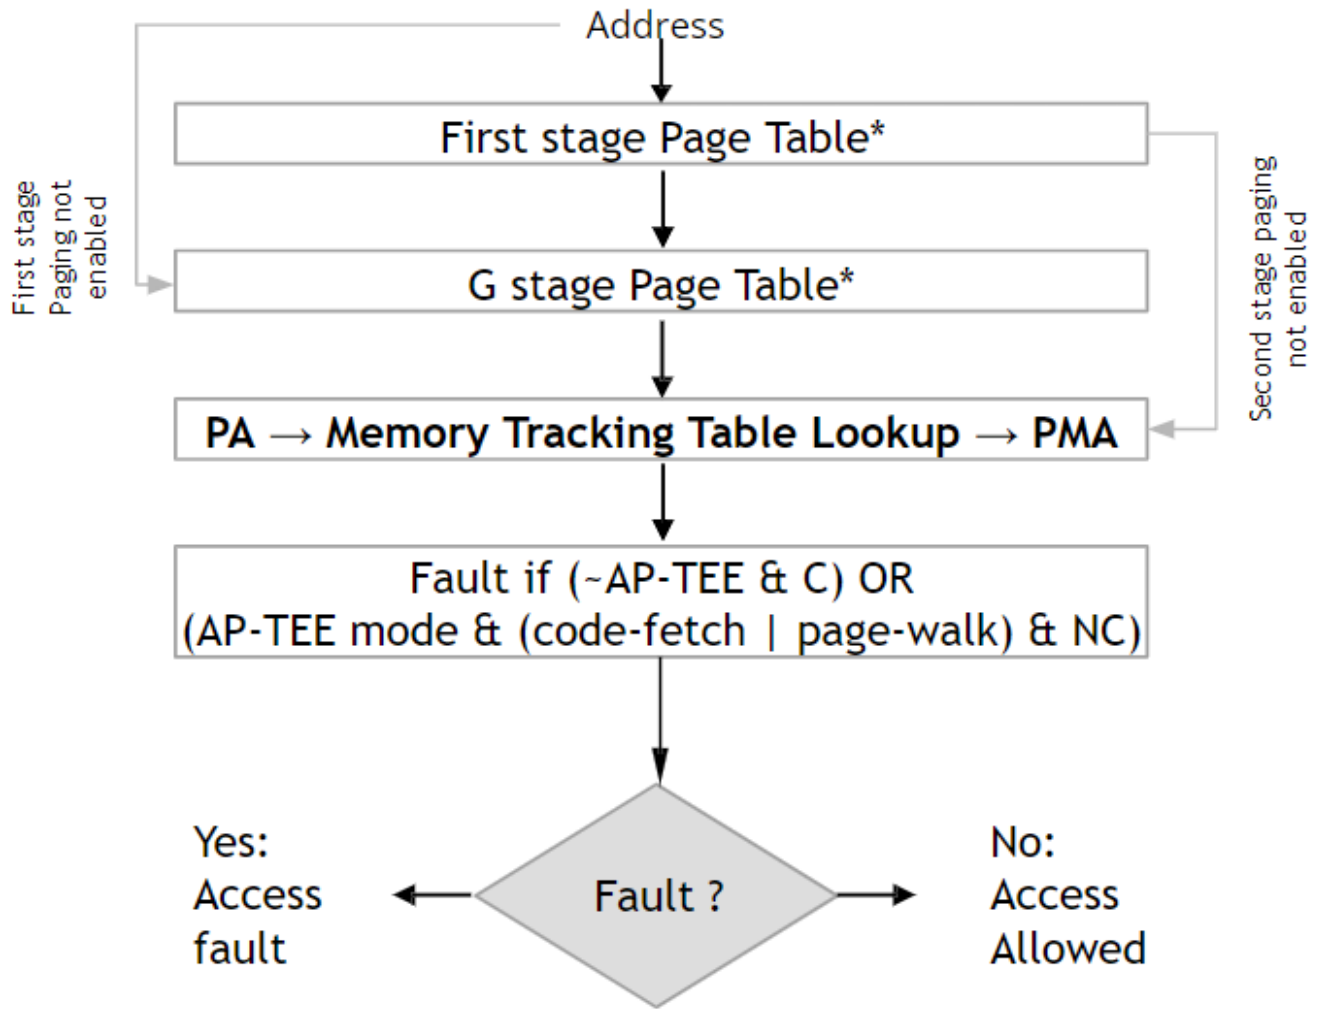 Address
First stage Page Table*
First stage
Paging not
enabled
G stage Page Table*
Second stage paging
not enabled
PA → Memory Tracking Table Lookup → PMA
Fault if (~AP-TEE & C) OR
(AP-TEE mode & (code-fetch | page-walk) & NC)
Fault ?
Yes:
Access
fault
No:
Access
Allowed